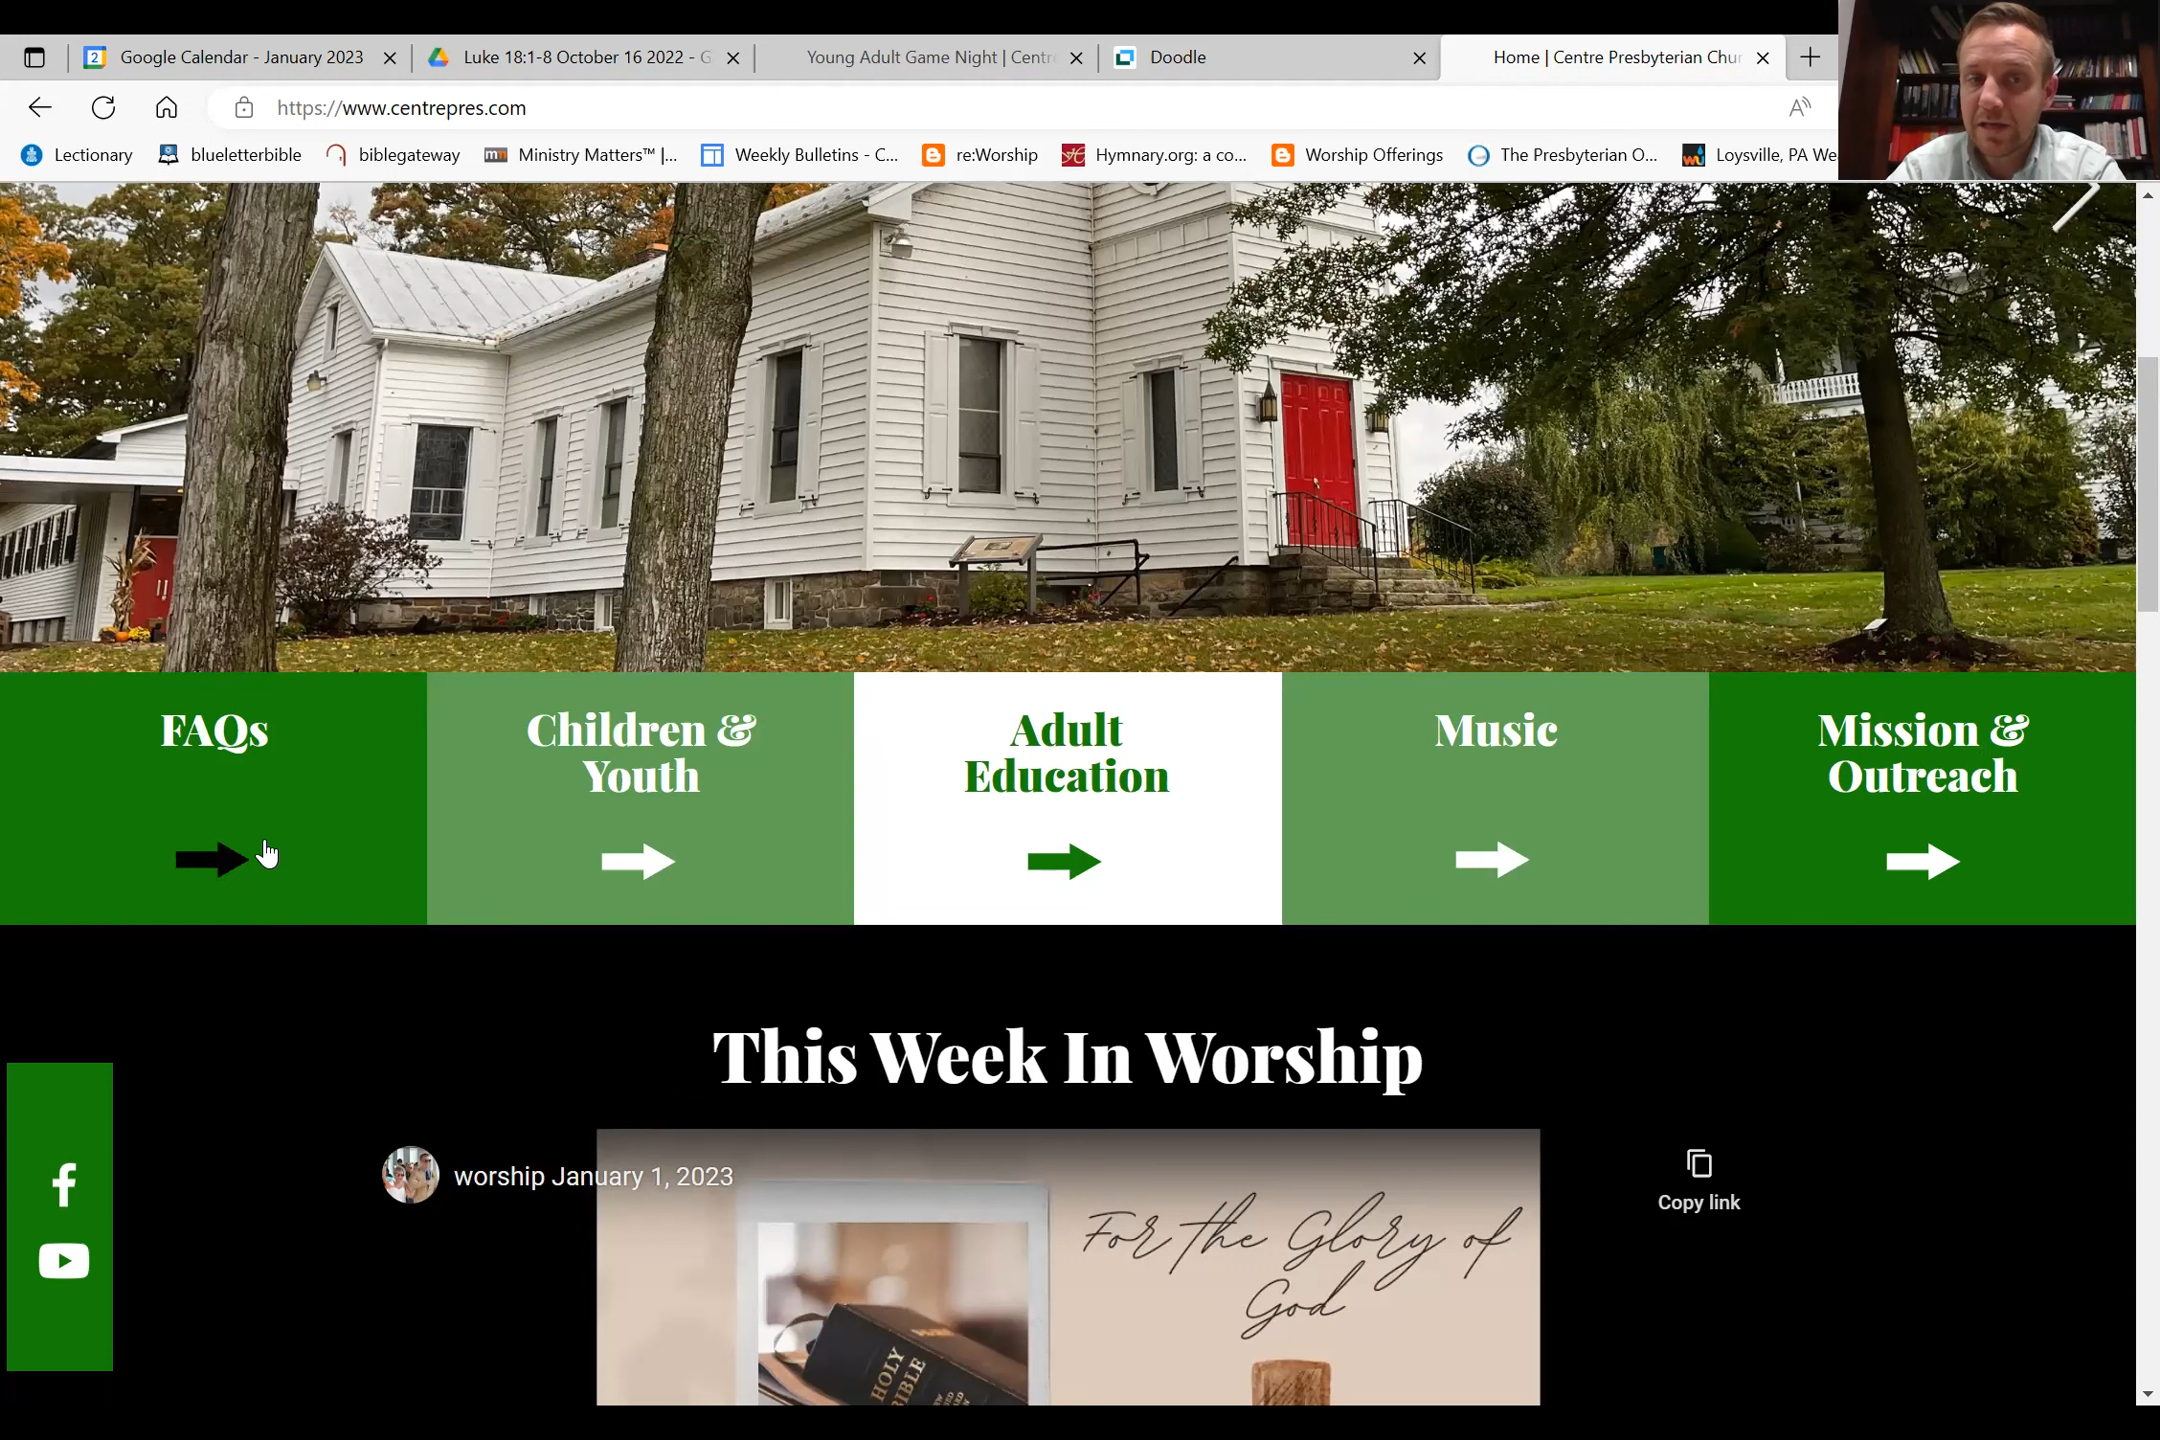 Google Calendar - January 2023
Luke 18:1-8 October 16 2022 - G
Young Adult Game Night | Centre
Doodle
Home | Centre Presbyterian Chur
https://www.centrepres.com
Lectionary
blueletterbible
biblegateway
Ministry Matters™ |...
Weekly Bulletins - C...
re:Worship
Hymnary.org: a co...
Worship Offerings
The Presbyterian O...
Loysville, PA We
FAQs
Children &
Youth
Adult
Education
Music
Mission &
Outreach
This Week In Worship
worship January 1, 2023
Copy link
For the Glory of
God
HOLY
BIBLE